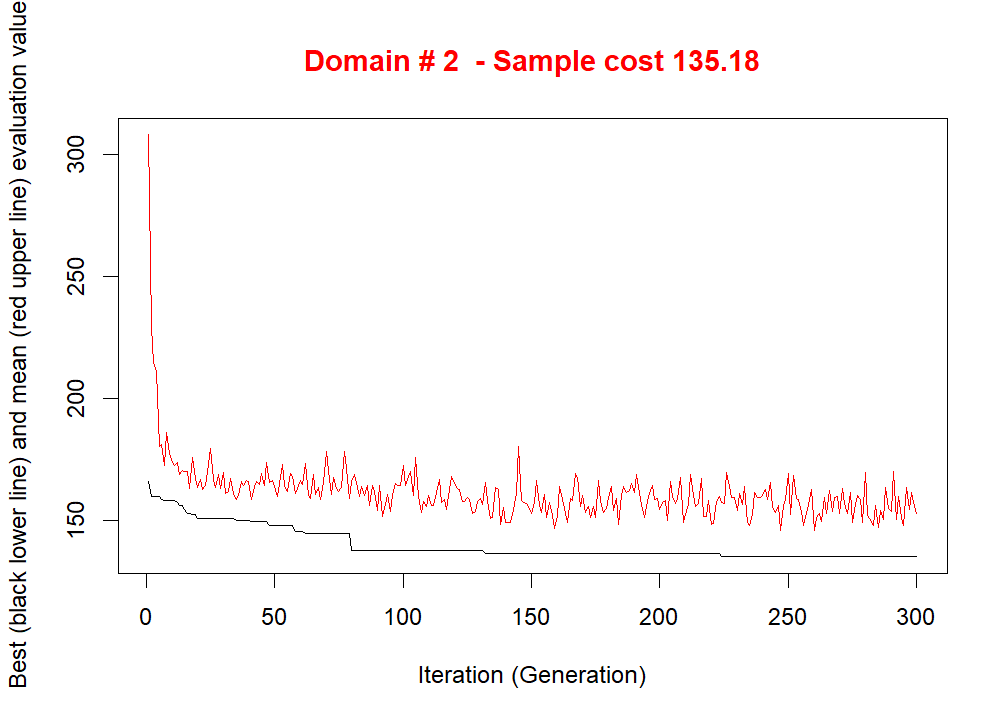 Domain # 2  - Sample cost 135.18
Best (black lower line) and mean (red upper line) evaluation value
300
250
200
150
0 50 100 150 200 250 300
Iteration (Generation)